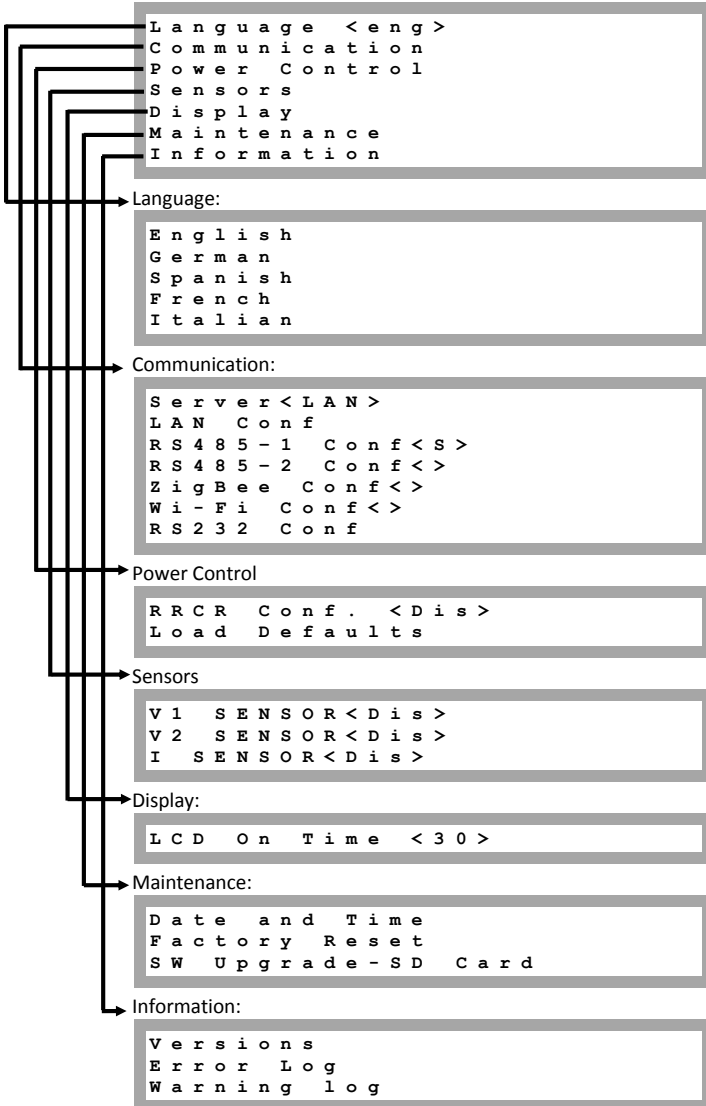 Language <eng>
Communication
Power Control
Sensors
Display
Maintenance
Information
Language:
English
German
Spanish
French
Italian
Communication:
Server<LAN>
LAN Conf
RS485-1 Conf<S>
RS485-2 Conf<>
ZigBee Conf<>
Wi-Fi Conf<>
RS232 Conf
Power Control
RRCR Conf. <Dis>
Load Defaults
Sensors
V1 SENSOR<Dis>
V2 SENSOR<Dis>
I SENSOR<Dis>
Display:
LCD On Time <30>
Maintenance:
Date and Time
Factory Reset
SW Upgrade-SD Card
Information:
Versions
Error Log
Warning log